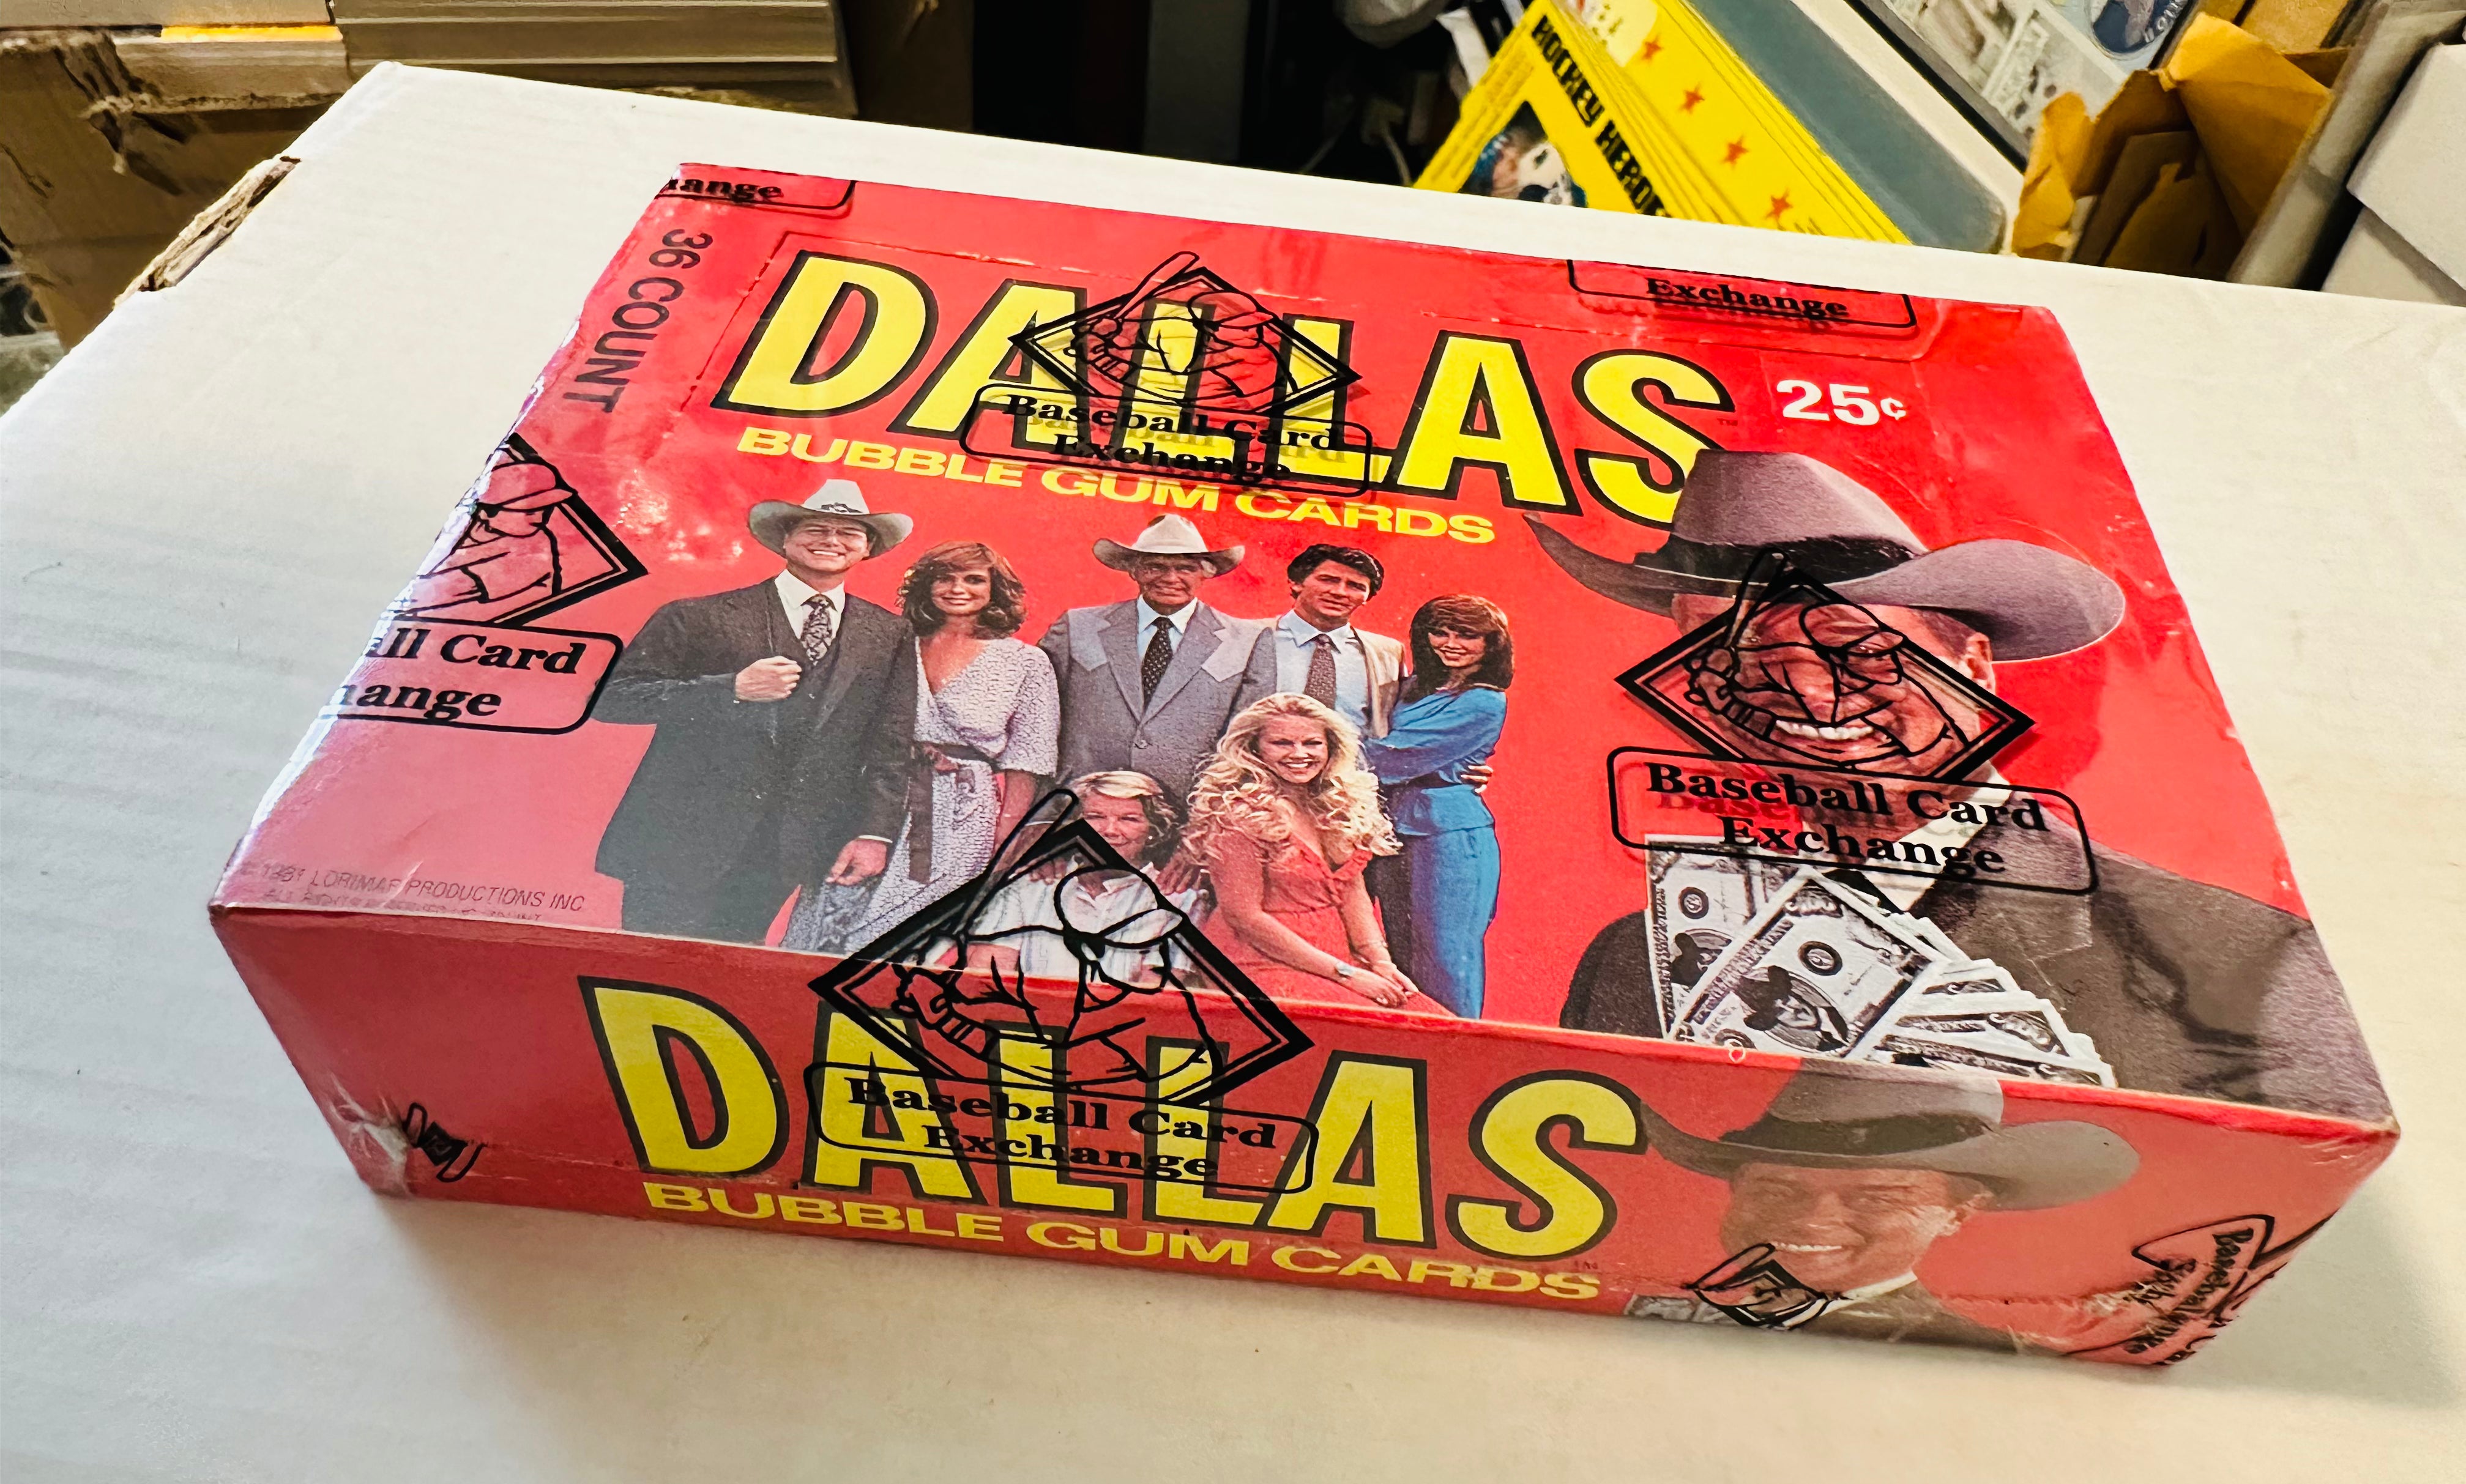 HOCKEY HEROES
ange
36 COUNT
Exchange
DALLAS
25¢
BUBBLE GUM CARDS
Baseball Card
Exchange
ll Card
ange
Baseball Card
Exchange
LORIMAR PRODUCTIONS INC
DALLAS
Baseball Card
Exchange
BUBBLE GUM CARDS